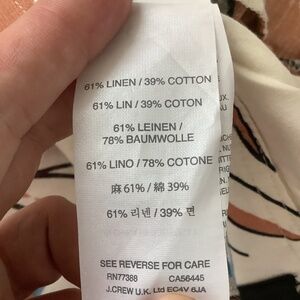 61% LINEN / 39% COTTON
61% LIN / 39% COTON
61% LEINEN /
78% BAUMWOLLE
61% LINO / 78% COTONE
麻 61% / 綿 39%
61% 리넨 / 39% 면
SEE REVERSE FOR CARE
RN77388 CA56445
J.CREW U.K. Ltd EC4V 6JA